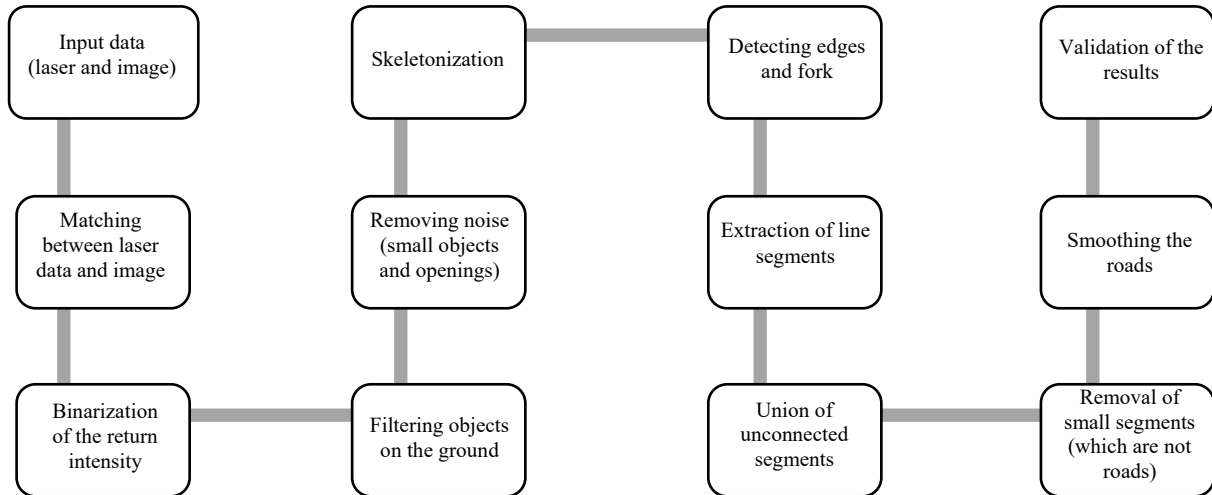 Input data
(laser and image)
Matching
between laser
data and image
Binarization
of the return
intensity
Filtering objects
on the ground
Removing noise
(small objects
and openings)
Skeletonization
Detecting edges
and fork
Extraction of line
segments
Union of
unconnected
segments
Removal of
small segments
(which are not
roads)
Smoothing the
roads
Validation of the
results